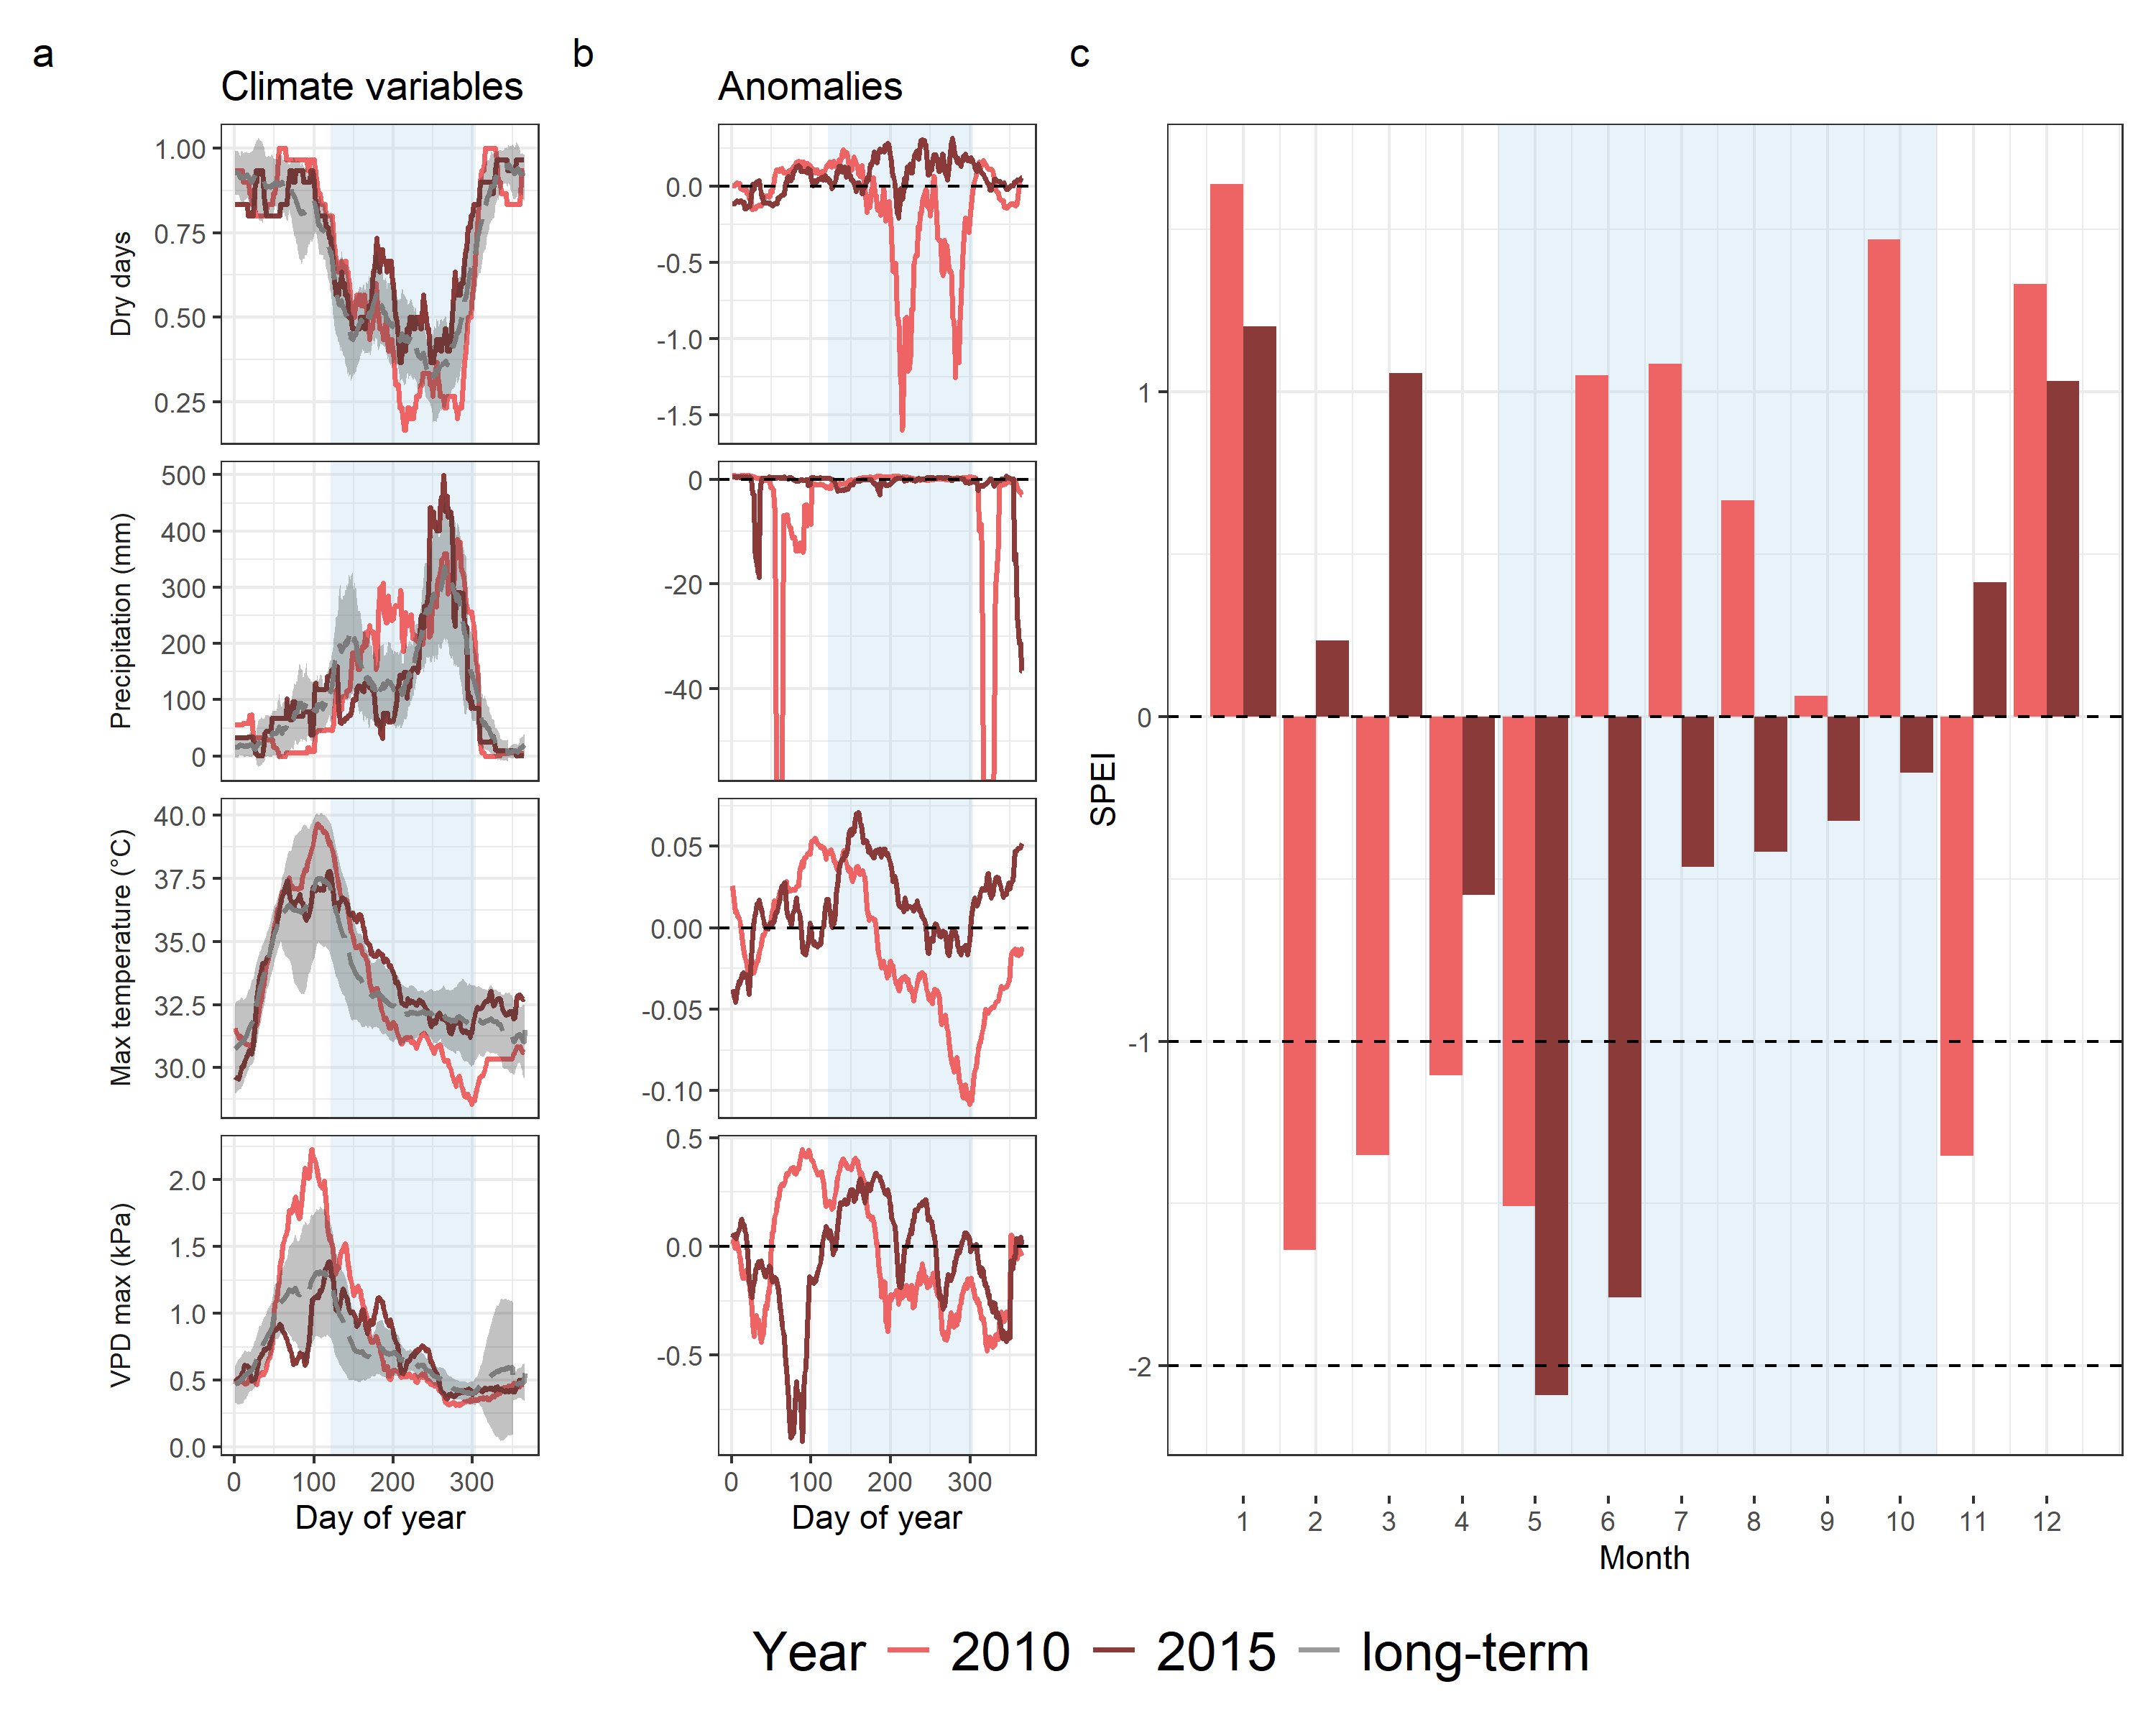 a
b
c
Climate variables
Anomalies
Dry days
1.00
0.75
0.50
0.25
0.0
-0.5
-1.0
-1.5
Precipitation (mm)
500
400
300
200
100
0
0
-20
-40
Max temperature (°C)
40.0
37.5
35.0
32.5
30.0
0.05
0.00
-0.05
-0.10
VPD max (kPa)
2.0
1.5
1.0
0.5
0.0
0.5
0.0
-0.5
0 100 200 300
Day of year
0 100 200 300
Day of year
SPEI
1
0
-1
-2
1 2 3 4 5 6 7 8 9 10 11 12
Month
Year 2010 2015 long-term